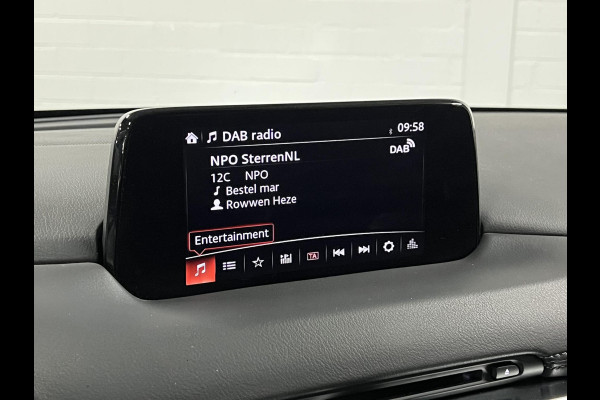 DAB radio 09:58
NPO SterrenNL DAB
12C NPO
Bestel mar
Rowwen Heze
Entertainment
TA